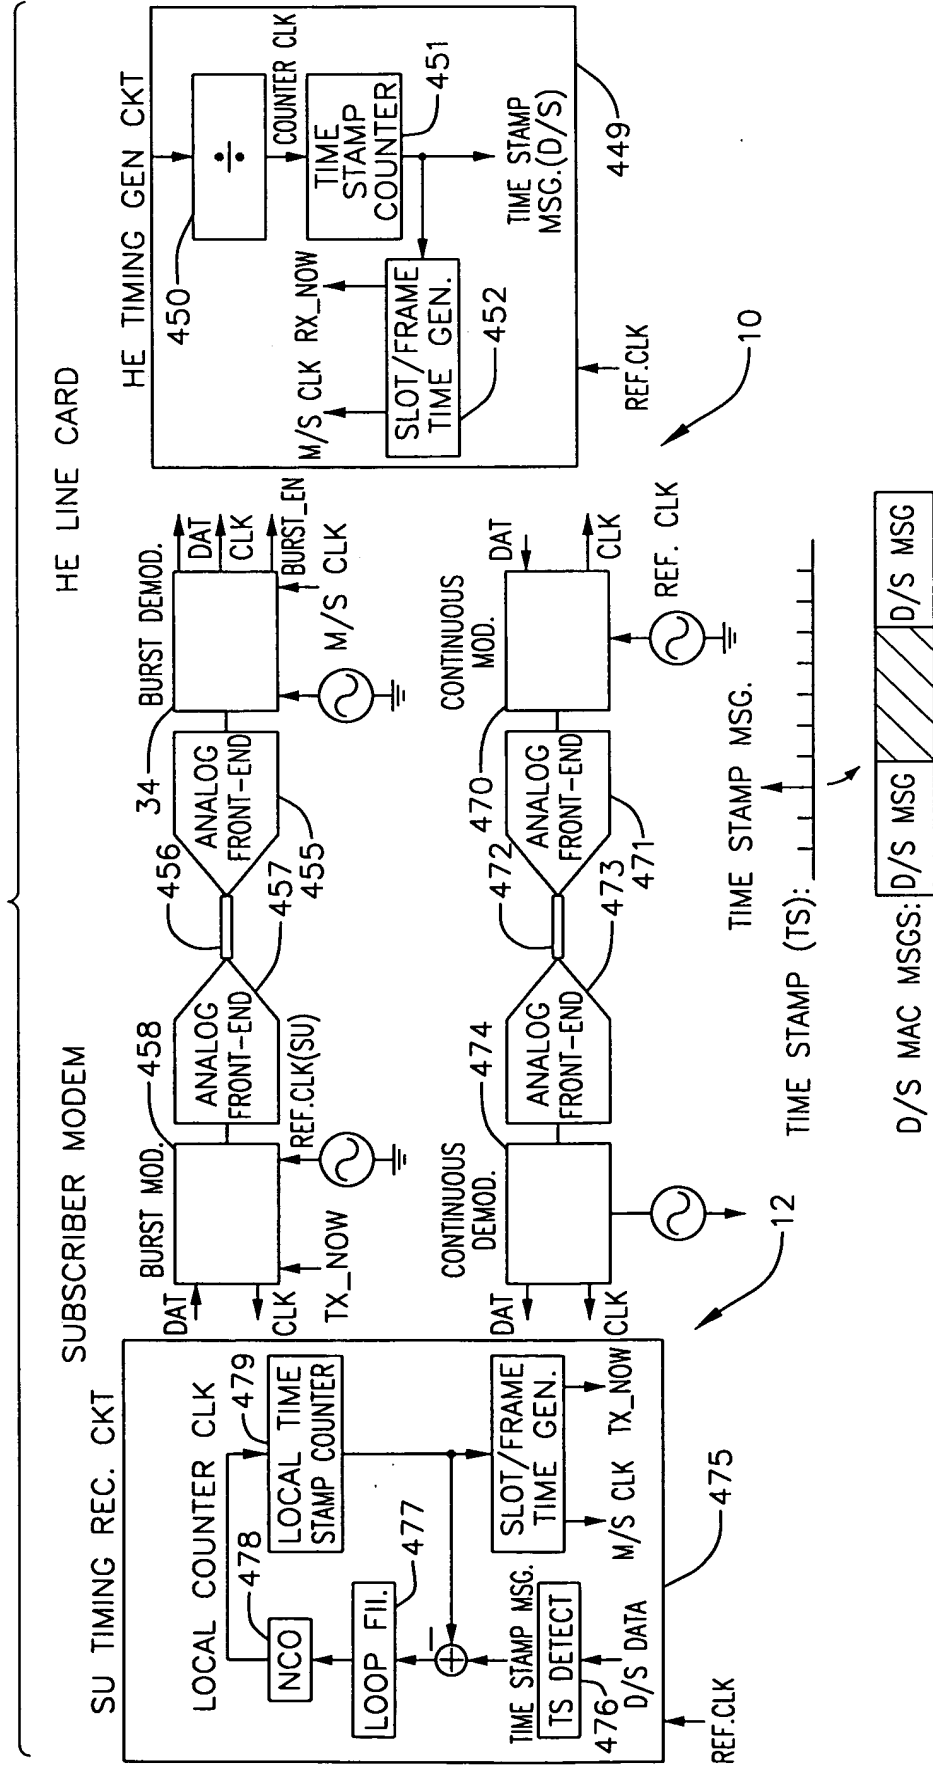 SUBSCRIBER MODEM
HE LINE CARD
SU TIMING REC. CKT
LOCAL COUNTER CLK
478
NCO
479
LOCAL TIME
STAMP COUNTER
LOOP FIL.
477
−
+
TIME STAMP MSG.
TS DETECT
476
D/S DATA
SLOT/FRAME
TIME GEN.
M/S CLK
TX_NOW
REF.CLK
475
12
BURST MOD.
458
DAT
CLK
TX_NOW
REF.CLK(SU)
ANALOG
FRONT-END
457
456
ANALOG
FRONT-END
455
34
BURST DEMOD.
DAT
CLK
BURST_EN
M/S CLK
CONTINUOUS
DEMOD.
474
DAT
CLK
ANALOG
FRONT-END
473
472
ANALOG
FRONT-END
471
470
CONTINUOUS
MOD.
DAT
CLK
REF. CLK
10
HE TIMING GEN CKT
450
÷
COUNTER CLK
TIME
STAMP
COUNTER
451
SLOT/FRAME
TIME GEN.
452
M/S CLK
RX_NOW
TIME STAMP
MSG.(D/S)
449
REF.CLK
TIME STAMP MSG.
TIME STAMP (TS):
D/S MAC MSGS:
D/S MSG
D/S MSG